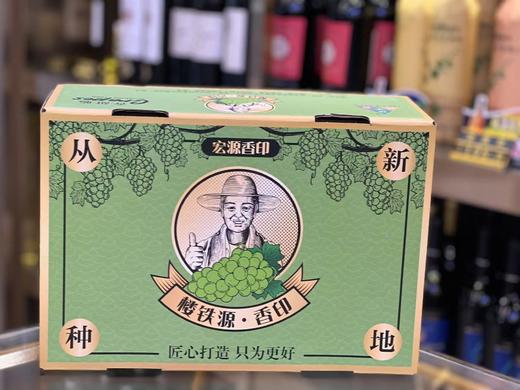 Grapes
宏源香印
从
新
楼铁源·香印
种
地
匠心打造 只为更好